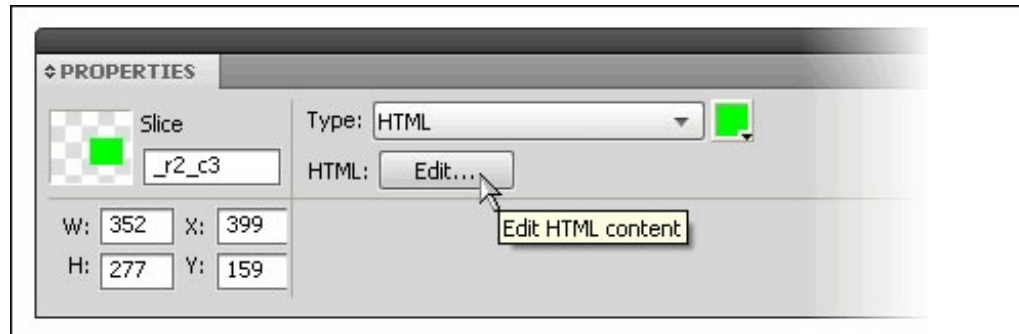 PROPERTIES
Slice
_r2_c3
Type: HTML
HTML: Edit...
Edit HTML content
W: 352 X: 399
H: 277 Y: 159